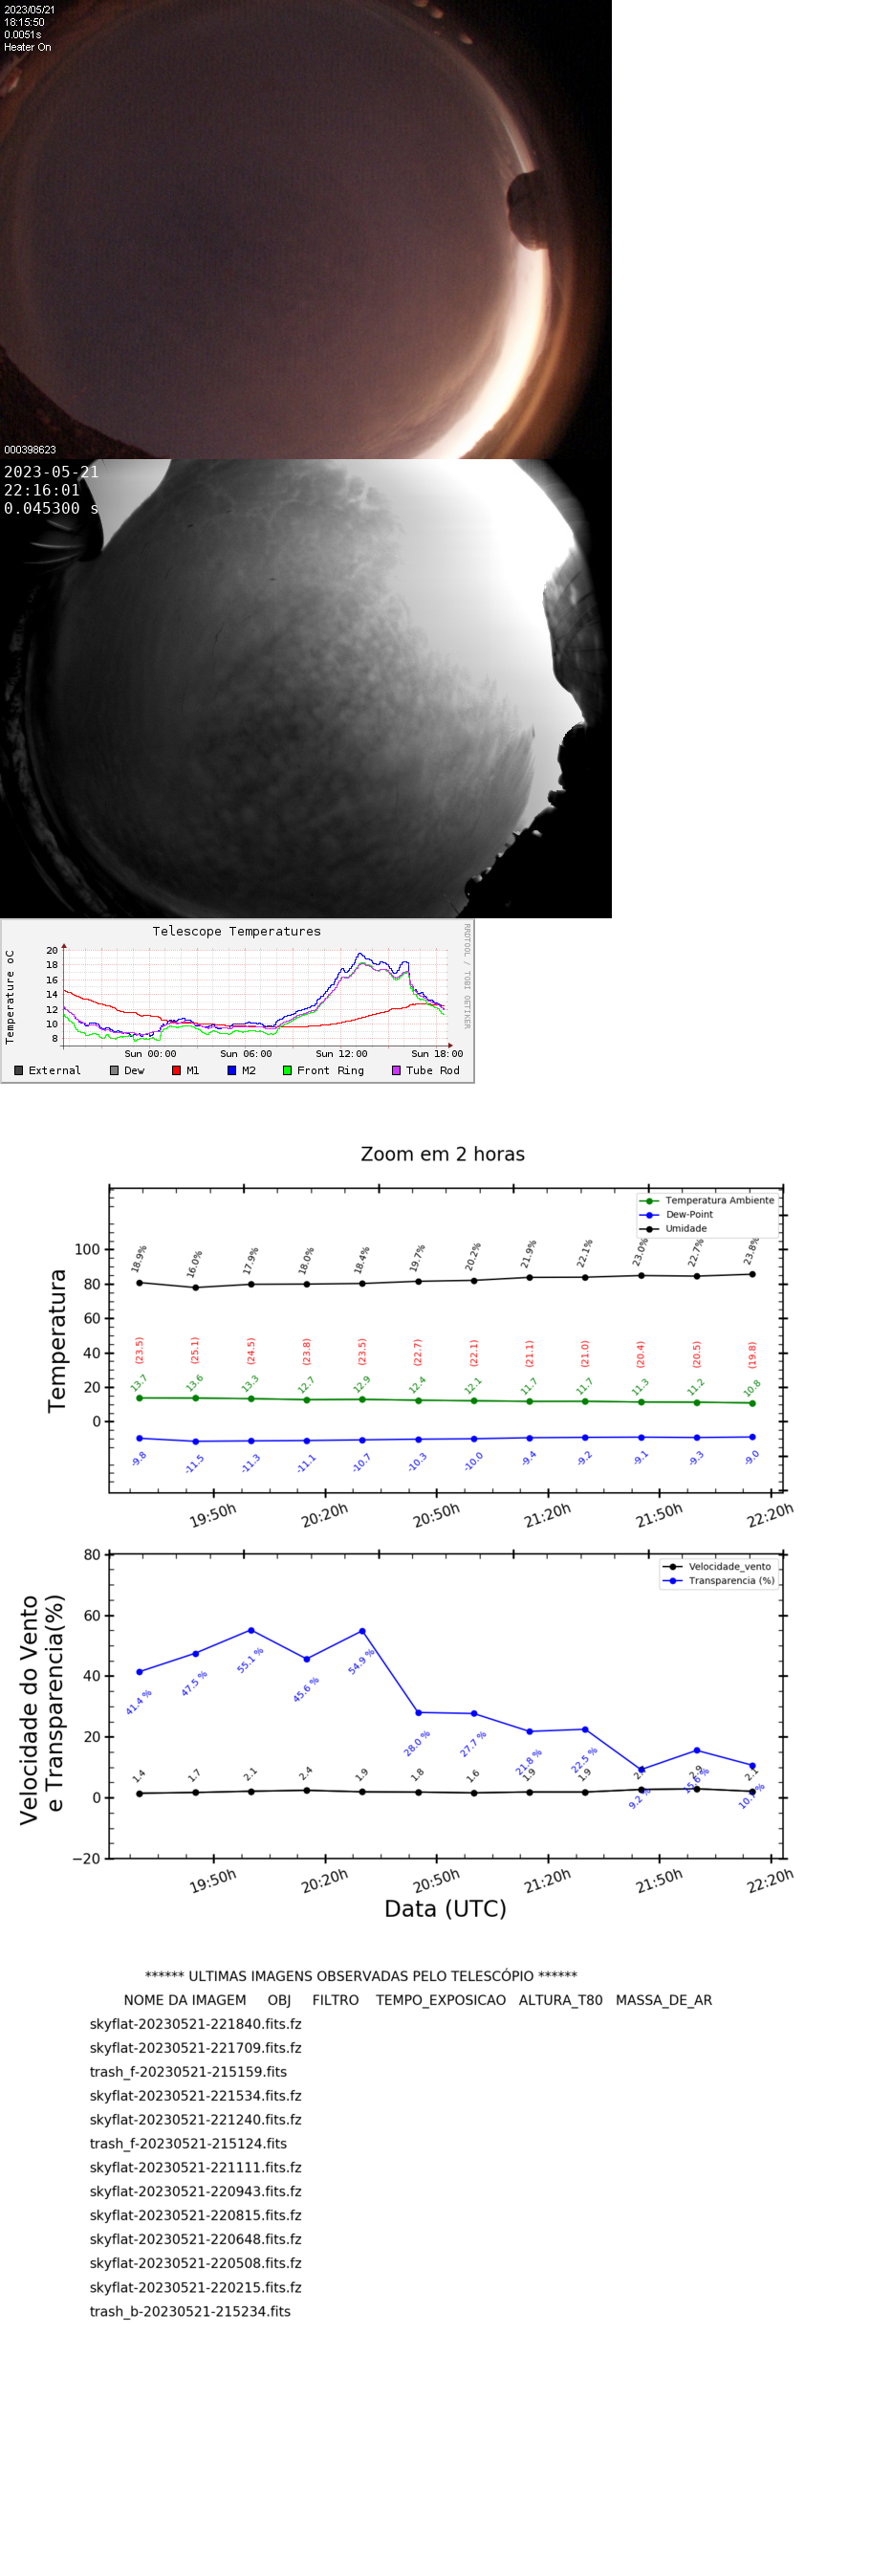 2023/05/21
18:15:50
0.0051s
Heater On
000398623
2023-05-21
22:16:01
0.045300 s
Telescope Temperatures
RRDTOOL / TOBI OETIKER
Temperature oC
20
18
16
14
12
10
8
Sun 00:00 Sun 06:00 Sun 12:00 Sun 18:00
External Dew M1 M2 Front Ring Tube Rod
Zoom em 2 horas
Temperatura Ambiente
Dew-Point
Umidade
Temperatura
100
80
60
40
20
0
18.9% 16.0% 17.9% 18.0% 18.4% 19.7% 20.2% 21.9% 22.1% 23.0% 22.7% 23.8%
(23.5) (25.1) (24.5) (23.8) (23.5) (22.7) (22.1) (21.1) (21.0) (20.4) (20.5) (19.8)
13.7 13.6 13.3 12.7 12.9 12.4 12.1 11.7 11.7 11.3 11.2 10.8
-9.8 -11.5 -11.3 -11.1 -10.7 -10.3 -10.0 -9.4 -9.2 -9.1 -9.3 -9.0
19:50h 20:20h 20:50h 21:20h 21:50h 22:20h
Velocidade_vento
Transparencia (%)
Velocidade do Vento
e Transparencia(%)
80
60
40
20
0
−20
41.4 % 47.5 % 55.1 % 45.6 % 54.9 % 28.0 % 27.7 % 21.8 % 22.5 % 9.2 % 15.6 %
1.4 1.7 2.1 2.4 1.9 1.8 1.6 1.9 1.9 2.9 2.1
19:50h 20:20h 20:50h 21:20h 21:50h 22:20h
Data (UTC)
****** ULTIMAS IMAGENS OBSERVADAS PELO TELESCÓPIO ******
NOME DA IMAGEM OBJ FILTRO TEMPO_EXPOSICAO ALTURA_T80 MASSA_DE_AR
skyflat-20230521-221840.fits.fz
skyflat-20230521-221709.fits.fz
trash_f-20230521-215159.fits
skyflat-20230521-221534.fits.fz
skyflat-20230521-221240.fits.fz
trash_f-20230521-215124.fits
skyflat-20230521-221111.fits.fz
skyflat-20230521-220943.fits.fz
skyflat-20230521-220815.fits.fz
skyflat-20230521-220648.fits.fz
skyflat-20230521-220508.fits.fz
skyflat-20230521-220215.fits.fz
trash_b-20230521-215234.fits